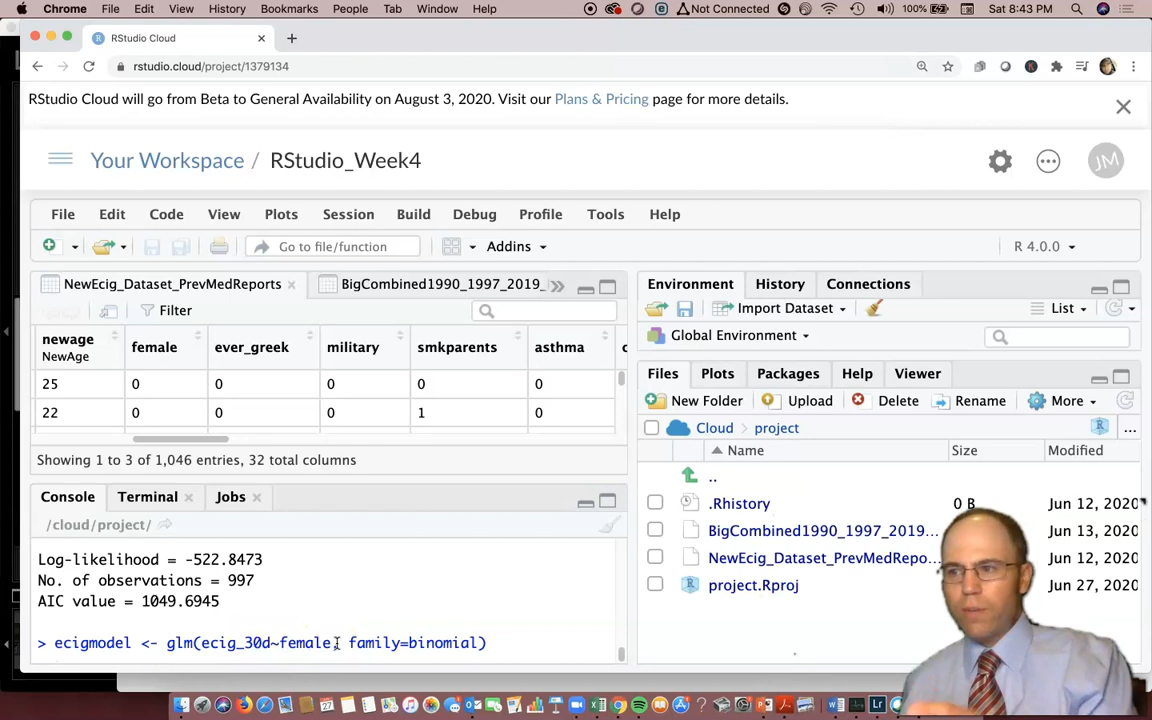 Chrome File Edit View History Bookmarks People Tab Window Help Not Connected 100% Sat 8:43 PM
RStudio Cloud
rstudio.cloud/project/1379134
RStudio Cloud will go from Beta to General Availability on August 3, 2020. Visit our Plans & Pricing page for more details.
Your Workspace / RStudio_Week4
JM
File Edit Code View Plots Session Build Debug Profile Tools Help
Go to file/function Addins R 4.0.0
NewEcig_Dataset_PrevMedReports BigCombined1990_1997_2019_
Filter
newage female ever_greek military smkparents asthma
NewAge
25 0 0 0 0 0
22 0 0 0 1 0
Showing 1 to 3 of 1,046 entries, 32 total columns
Console Terminal Jobs
/cloud/project/
Log-likelihood = -522.8473
No. of observations = 997
AIC value = 1049.6945
> ecigmodel <- glm(ecig_30d~female, family=binomial)
Environment History Connections
Import Dataset List
Global Environment
Files Plots Packages Help Viewer
New Folder Upload Delete Rename More
Cloud project ...
Name Size Modified
..
.Rhistory 0 B Jun 12, 2020
BigCombined1990_1997_2019... Jun 13, 2020
NewEcig_Dataset_PrevMedRepo... Jun 12, 2020
project.Rproj Jun 27, 2020